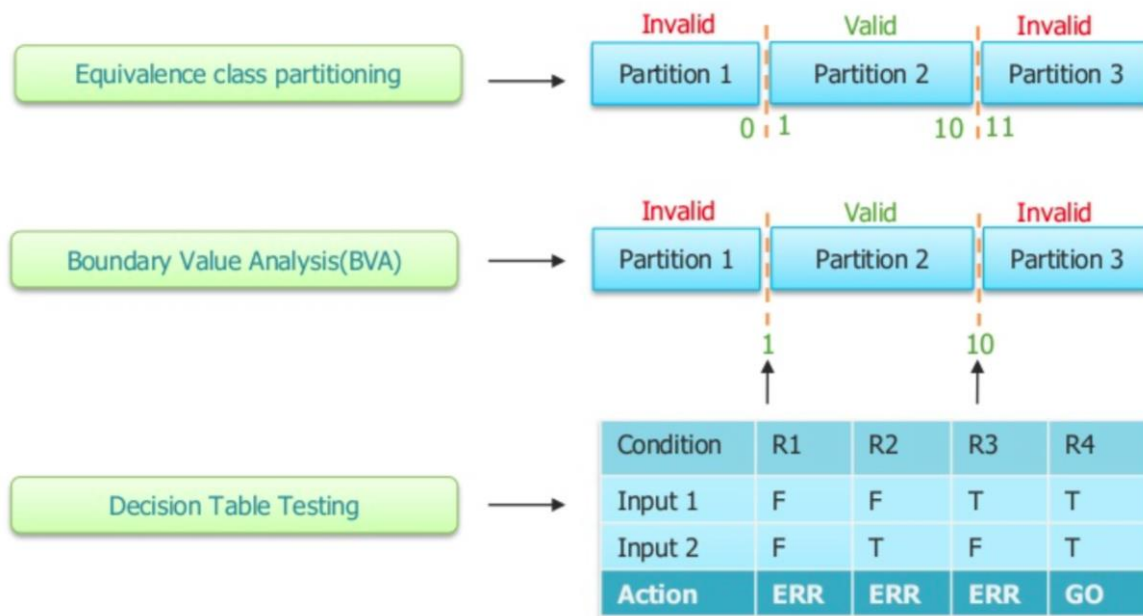 Invalid Valid Invalid
Equivalence class partitioning
Partition 1 Partition 2 Partition 3
0 1 10 11
Invalid Valid Invalid
Boundary Value Analysis(BVA)
Partition 1 Partition 2 Partition 3
1 10
Condition R1 R2 R3 R4
Decision Table Testing
Input 1 F F T T
Input 2 F T F T
Action ERR ERR ERR GO